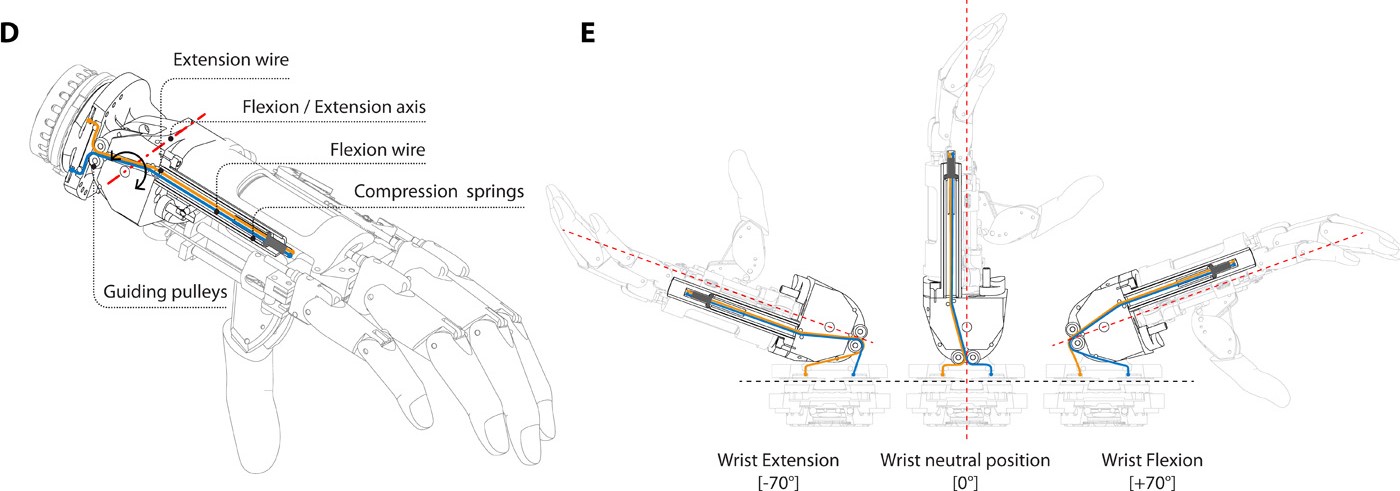 D
Extension wire
Flexion / Extension axis
Flexion wire
Compression springs
Guiding pulleys
E
Wrist Extension
[-70°]
Wrist neutral position
[0°]
Wrist Flexion
[+70°]